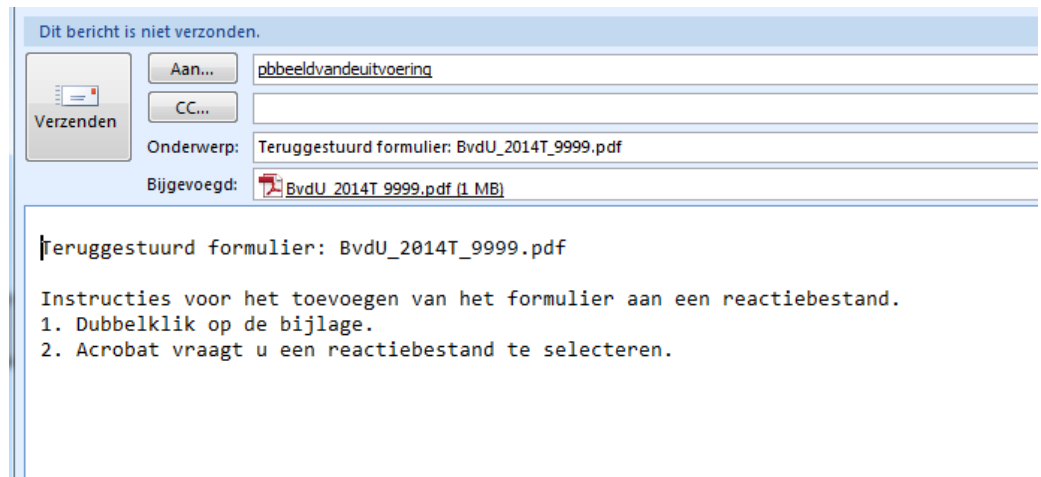 Dit bericht is niet verzonden.
Verzenden
Aan... pbbeeldvandeuitvoering
CC...
Onderwerp: Teruggestuurd formulier: BvdU_2014T_9999.pdf
Bijgevoegd: BvdU_2014T_9999.pdf (1 MB)
Teruggestuurd formulier: BvdU_2014T_9999.pdf
Instructies voor het toevoegen van het formulier aan een reactiebestand.
1. Dubbelklik op de bijlage.
2. Acrobat vraagt u een reactiebestand te selecteren.